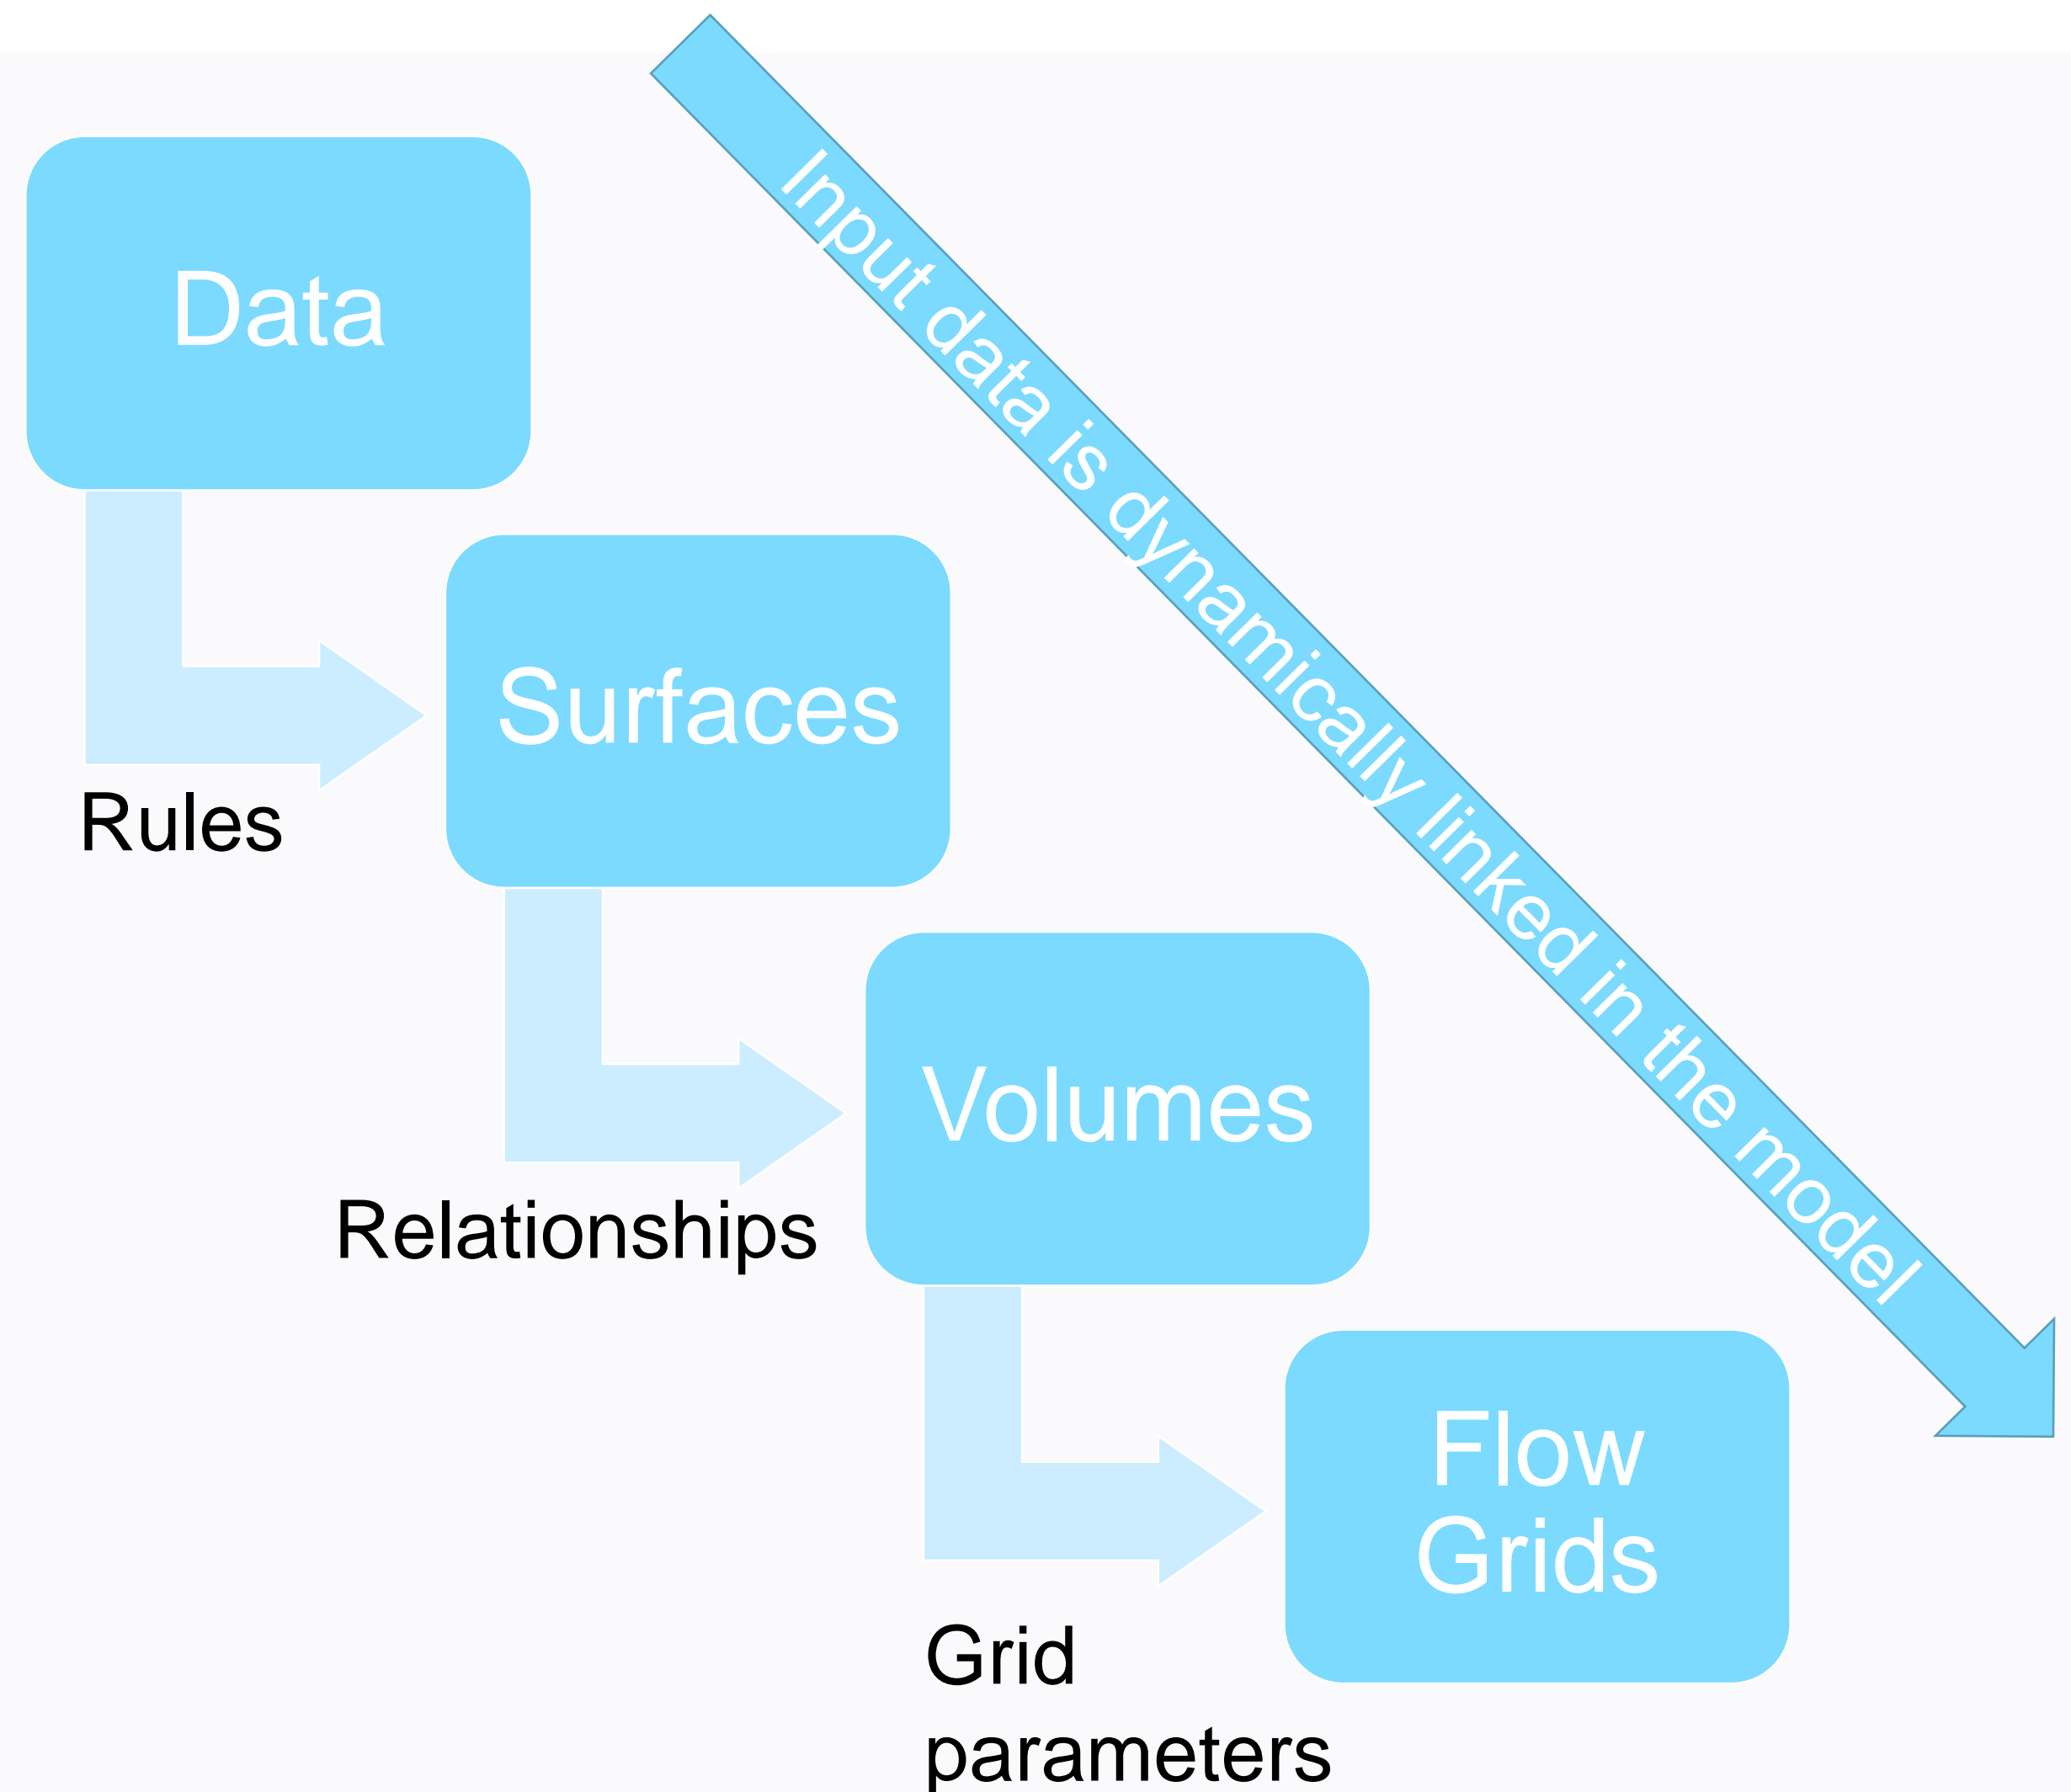 Input data is dynamically linked in the model
Data
Rules
Surfaces
Relationships
Volumes
Grid
parameters
Flow
Grids